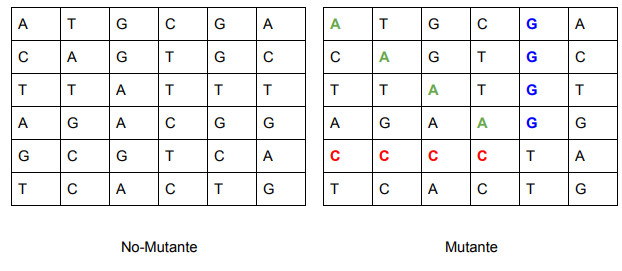 A T G C G A
C A G T G C
T T A T T T
A G A C G G
G C G T C A
T C A C T G
No-Mutante
A T G C G A
C A G T G C
T T A T G T
A G A A G G
C C C C T A
T C A C T G
Mutante